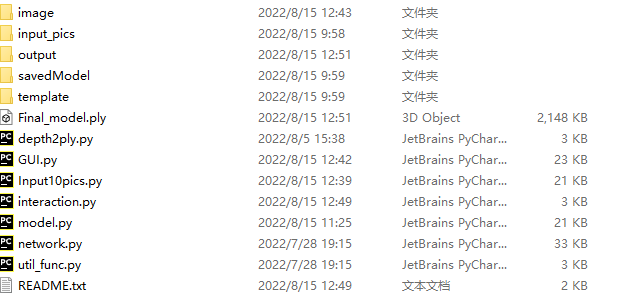 image 2022/8/15 12:43 文件夹
input_pics 2022/8/15 9:58 文件夹
output 2022/8/15 12:51 文件夹
savedModel 2022/8/15 9:59 文件夹
template 2022/8/15 9:59 文件夹
Final_model.ply 2022/8/15 12:51 3D Object 2,148 KB
PC depth2ply.py 2022/8/5 15:38 JetBrains PyChar... 3 KB
PC GUI.py 2022/8/15 12:42 JetBrains PyChar... 23 KB
PC Input10pics.py 2022/8/15 12:39 JetBrains PyChar... 21 KB
PC interaction.py 2022/8/15 12:49 JetBrains PyChar... 3 KB
PC model.py 2022/8/15 11:25 JetBrains PyChar... 21 KB
PC network.py 2022/7/28 19:15 JetBrains PyChar... 33 KB
PC util_func.py 2022/7/28 19:15 JetBrains PyChar... 3 KB
README.txt 2022/8/15 12:49 文本文档 2 KB